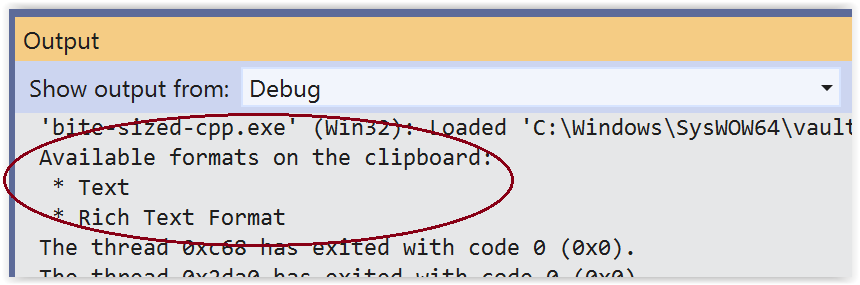 Output
Show output from: Debug
'bite-sized-cpp.exe' (Win32): Loaded 'C:\Windows\SysWOW64\vault
Available formats on the clipboard:
* Text
* Rich Text Format
The thread 0xc68 has exited with code 0 (0x0).
The thread 0x2da0 has exited with code 0 (0x0)